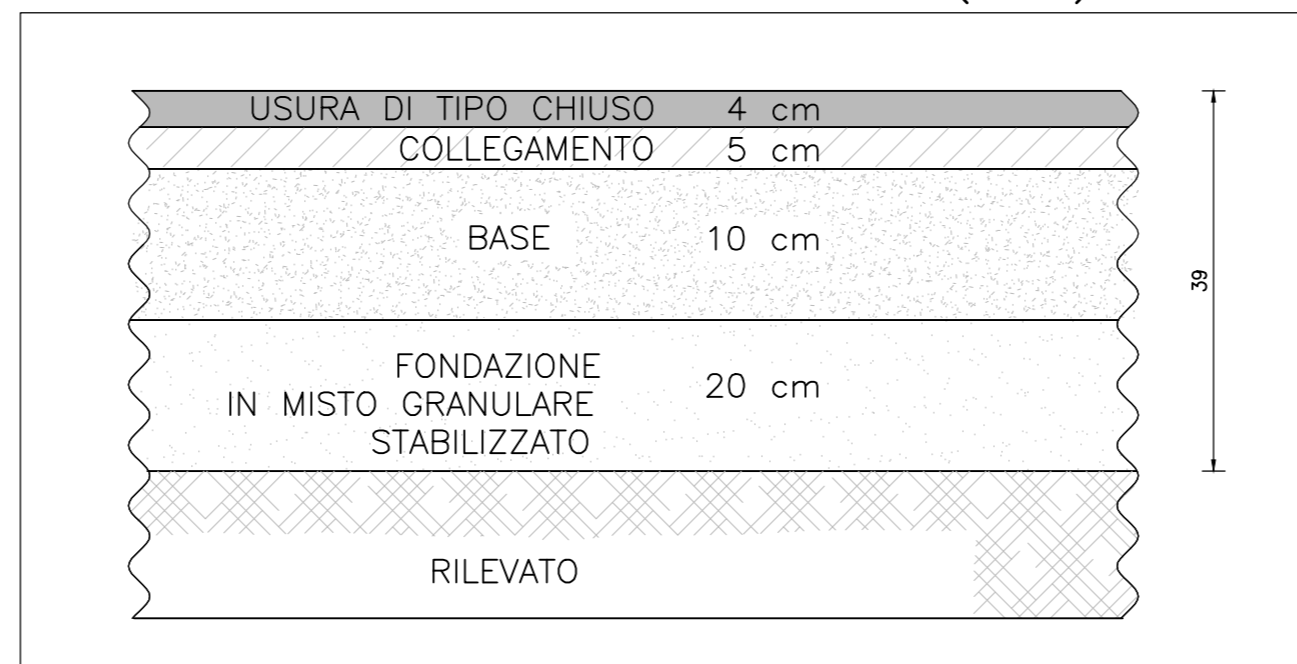 USURA DI TIPO CHIUSO 4 cm
COLLEGAMENTO 5 cm
BASE 10 cm
39
FONDAZIONE
IN MISTO GRANULARE
STABILIZZATO
20 cm
RILEVATO